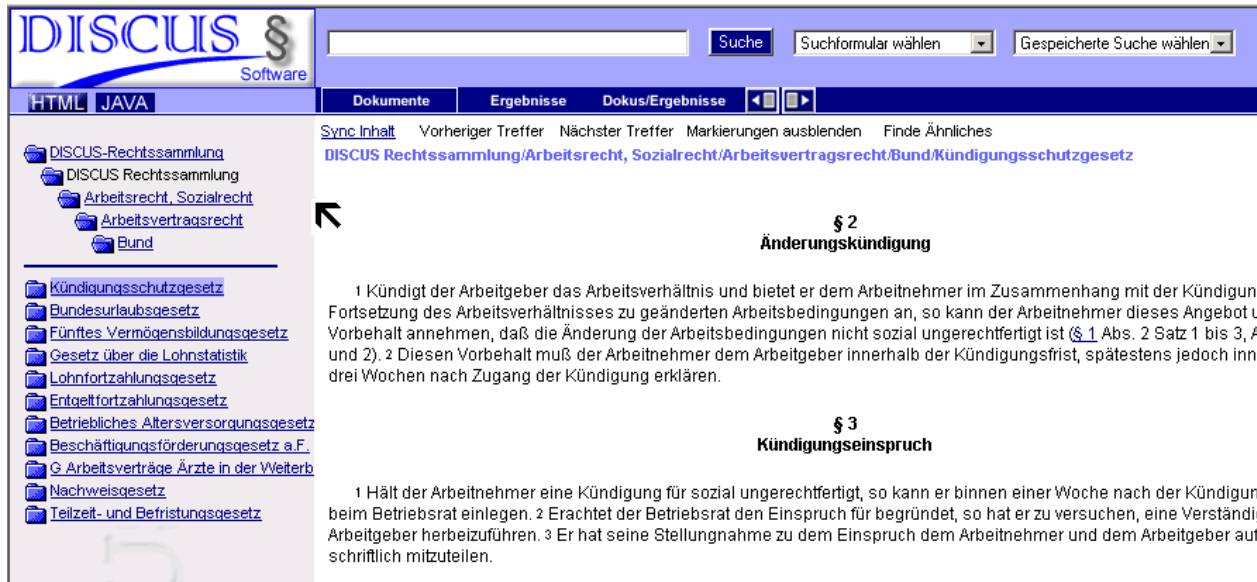 DISCUS §
Software
Suche
Suchformular wählen
Gespeicherte Suche wählen
HTML JAVA
Dokumente Ergebnisse Dokus/Ergebnisse
Sync Inhalt Vorheriger Treffer Nächster Treffer Markierungen ausblenden Finde Ähnliches
DISCUS Rechtssammlung/Arbeitsrecht, Sozialrecht/Arbeitsvertragsrecht/Bund/Kündigungsschutzgesetz
DISCUS-Rechtssammlung
DISCUS Rechtssammlung
Arbeitsrecht, Sozialrecht
Arbeitsvertragsrecht
Bund
Kündigungsschutzgesetz
Bundesurlaubsgesetz
Fünftes Vermögensbildungsgesetz
Gesetz über die Lohnstatistik
Lohnfortzahlungsgesetz
Entgeltfortzahlungsgesetz
Betriebliches Altersversorgungsgesetz
Beschäftigungsförderungsgesetz a.F.
G Arbeitsverträge Ärzte in der Weiterb
Nachweisgesetz
Teilzeit- und Befristungsgesetz
§ 2
Änderungskündigung
1 Kündigt der Arbeitgeber das Arbeitsverhältnis und bietet er dem Arbeitnehmer im Zusammenhang mit der Kündigun
Fortsetzung des Arbeitsverhältnisses zu geänderten Arbeitsbedingungen an, so kann der Arbeitnehmer dieses Angebot u
Vorbehalt annehmen, daß die Änderung der Arbeitsbedingungen nicht sozial ungerechtfertigt ist (§ 1 Abs. 2 Satz 1 bis 3, A
und 2). 2 Diesen Vorbehalt muß der Arbeitnehmer dem Arbeitgeber innerhalb der Kündigungsfrist, spätestens jedoch inn
drei Wochen nach Zugang der Kündigung erklären.
§ 3
Kündigungseinspruch
1 Hält der Arbeitnehmer eine Kündigung für sozial ungerechtfertigt, so kann er binnen einer Woche nach der Kündigun
beim Betriebsrat einlegen. 2 Erachtet der Betriebsrat den Einspruch für begründet, so hat er zu versuchen, eine Verständi
Arbeitgeber herbeizuführen. 3 Er hat seine Stellungnahme zu dem Einspruch dem Arbeitnehmer und dem Arbeitgeber auf
schriftlich mitzuteilen.